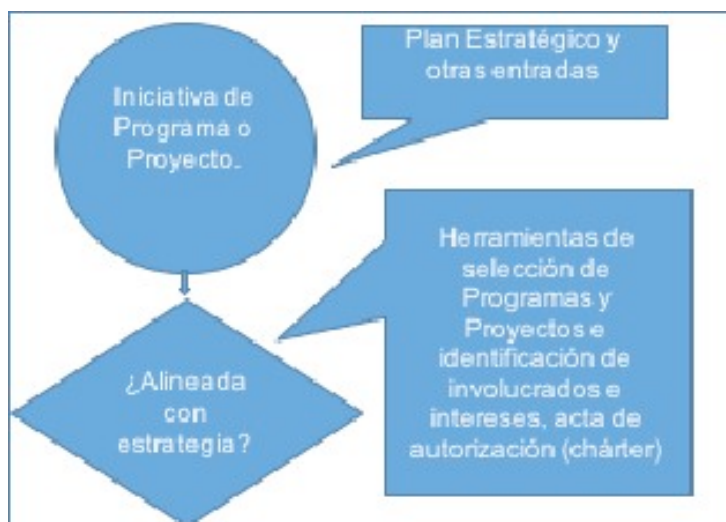 Plan Estratégico y
otras entradas
Iniciativa de
Programa o
Proyecto.
Herramientas de
selección de
Programas y
Proyectos e
identificación de
involucrados e
intereses, acta de
autorización (chárter)
¿Alineada
con
estrategia?